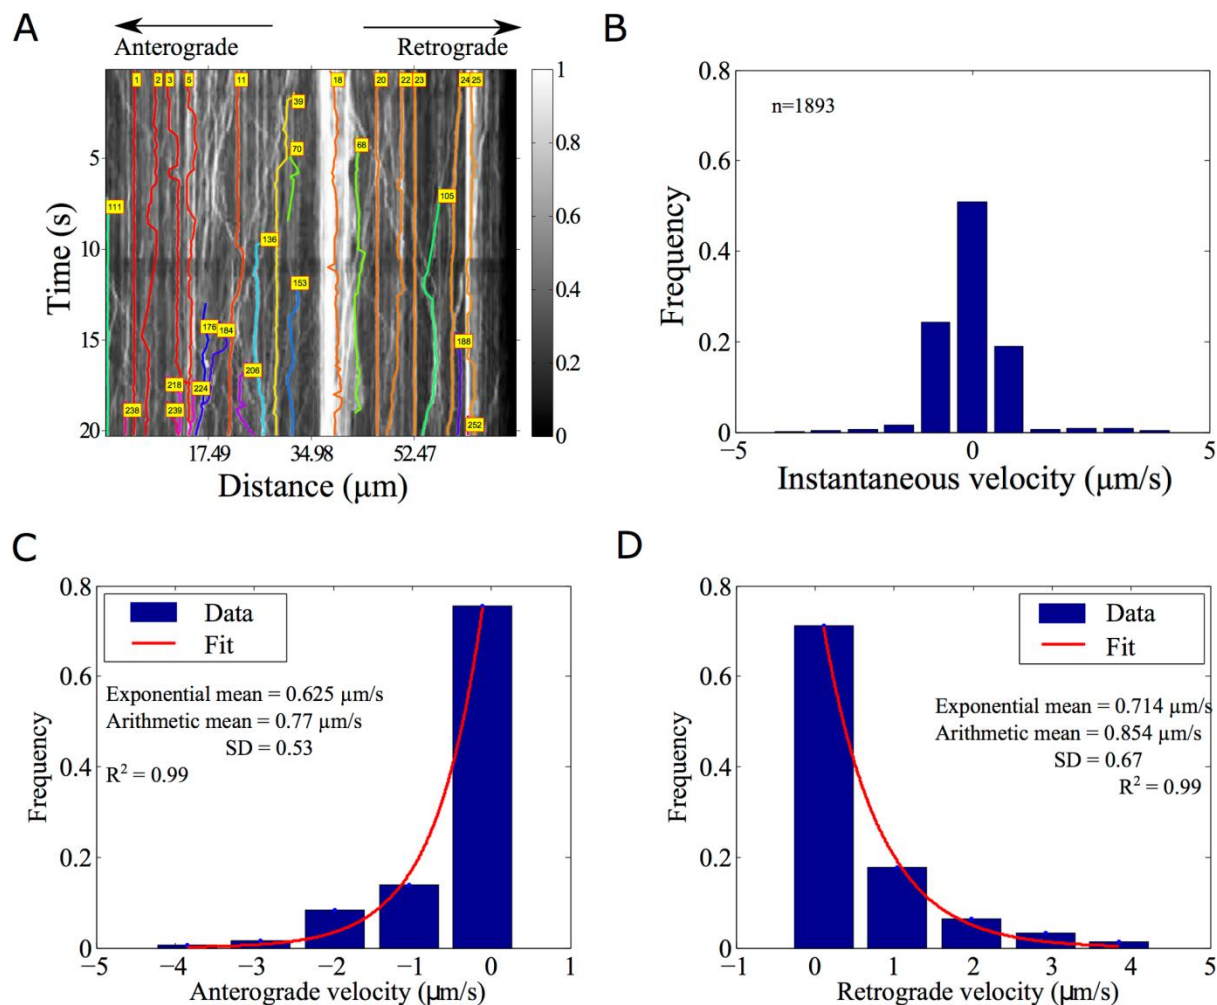 A
Anterograde
Retrograde
1 2 3 5 11 18 20 22 23 24 25
39
70
68
111
105
136
153
176 184
188
206
218 224
238 239
252
5
10
15
20
Time (s)
17.49 34.98 52.47
Distance (μm)
1
0.8
0.6
0.4
0.2
0
B
n=1893
0.8
0.6
0.4
0.2
0
Frequency
−5 0 5
Instantaneous velocity (μm/s)
C
Data
Fit
Exponential mean = 0.625 μm/s
Arithmetic mean = 0.77 μm/s
SD = 0.53
R² = 0.99
0.8
0.6
0.4
0.2
0
Frequency
−5 −4 −3 −2 −1 0 1
Anterograde velocity (μm/s)
D
Data
Fit
Exponential mean = 0.714 μm/s
Arithmetic mean = 0.854 μm/s
SD = 0.67
R² = 0.99
0.8
0.6
0.4
0.2
0
Frequency
−1 0 1 2 3 4 5
Retrograde velocity (μm/s)